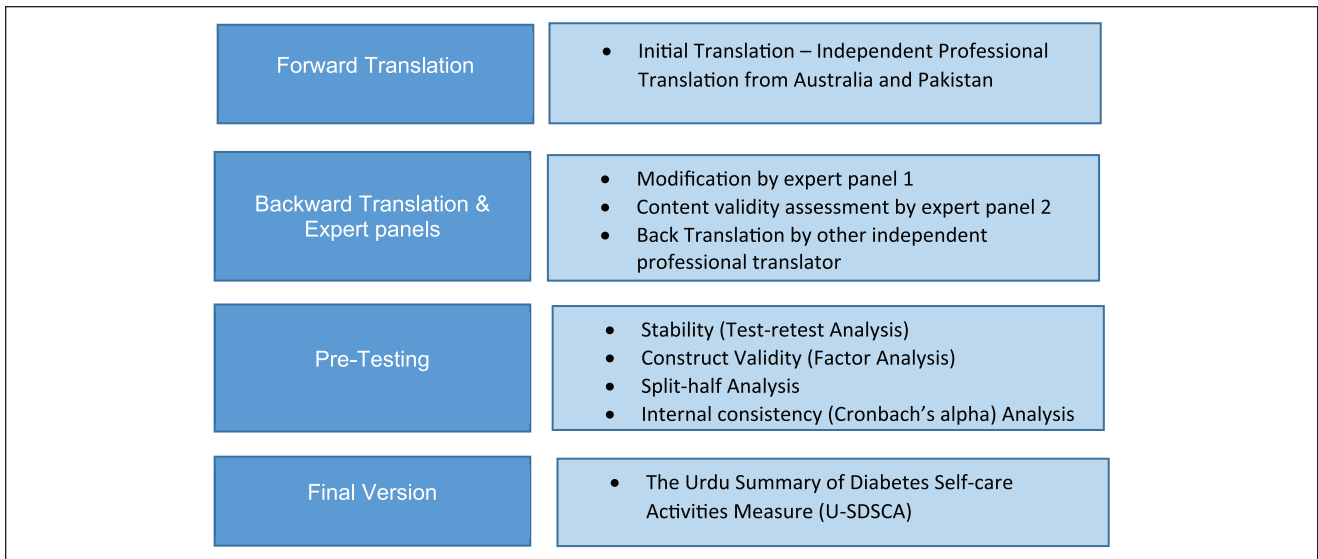 Forward Translation
• Initial Translation – Independent Professional
Translation from Australia and Pakistan
Backward Translation &
Expert panels
• Modification by expert panel 1
• Content validity assessment by expert panel 2
• Back Translation by other independent
professional translator
Pre-Testing
• Stability (Test-retest Analysis)
• Construct Validity (Factor Analysis)
• Split-half Analysis
• Internal consistency (Cronbach’s alpha) Analysis
Final Version
• The Urdu Summary of Diabetes Self-care
Activities Measure (U-SDSCA)